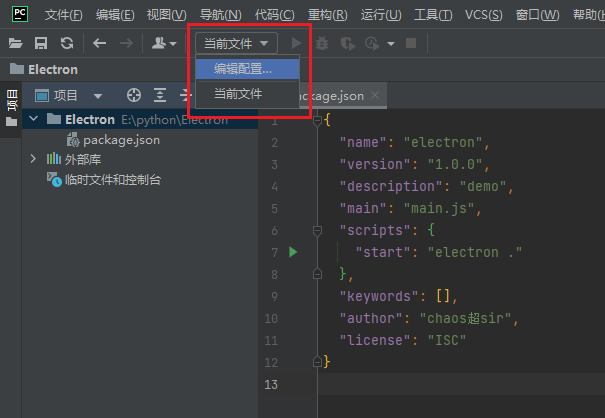 PC 文件(F) 编辑(E) 视图(V) 导航(N) 代码(C) 重构(R) 运行(U) 工具(T) VCS(S) 窗口(W) 帮助(H)
当前文件
编辑配置...
当前文件
Electron
项目
项目
ackage.json
Electron E:\python\Electron
package.json
外部库
临时文件和控制台
1 {
2 "name": "electron",
3 "version": "1.0.0",
4 "description": "demo",
5 "main": "main.js",
6 "scripts": {
7 "start": "electron ."
8 },
9 "keywords": [],
10 "author": "chaos超sir",
11 "license": "ISC"
12 }
13